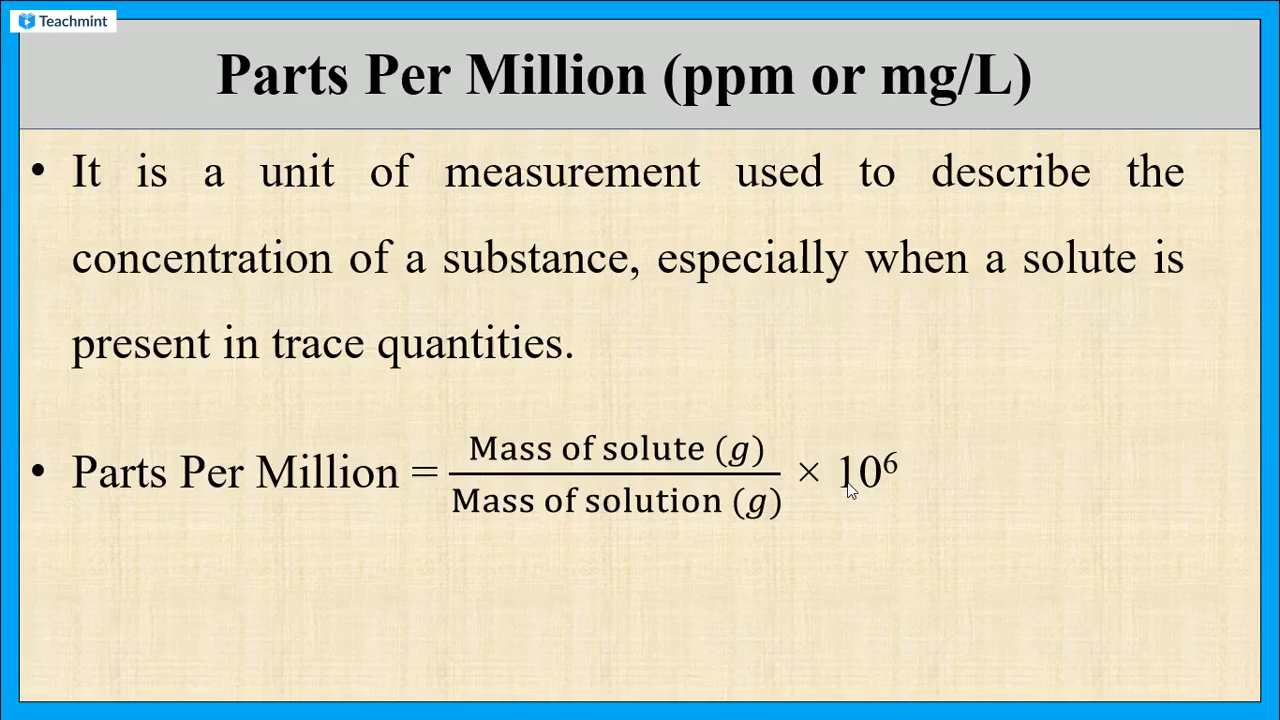 Teachmint
Parts Per Million (ppm or mg/L)
• It is a unit of measurement used to describe the
concentration of a substance, especially when a solute is
present in trace quantities.
• Parts Per Million = Mass of solute (g) / Mass of solution (g) × 10⁶